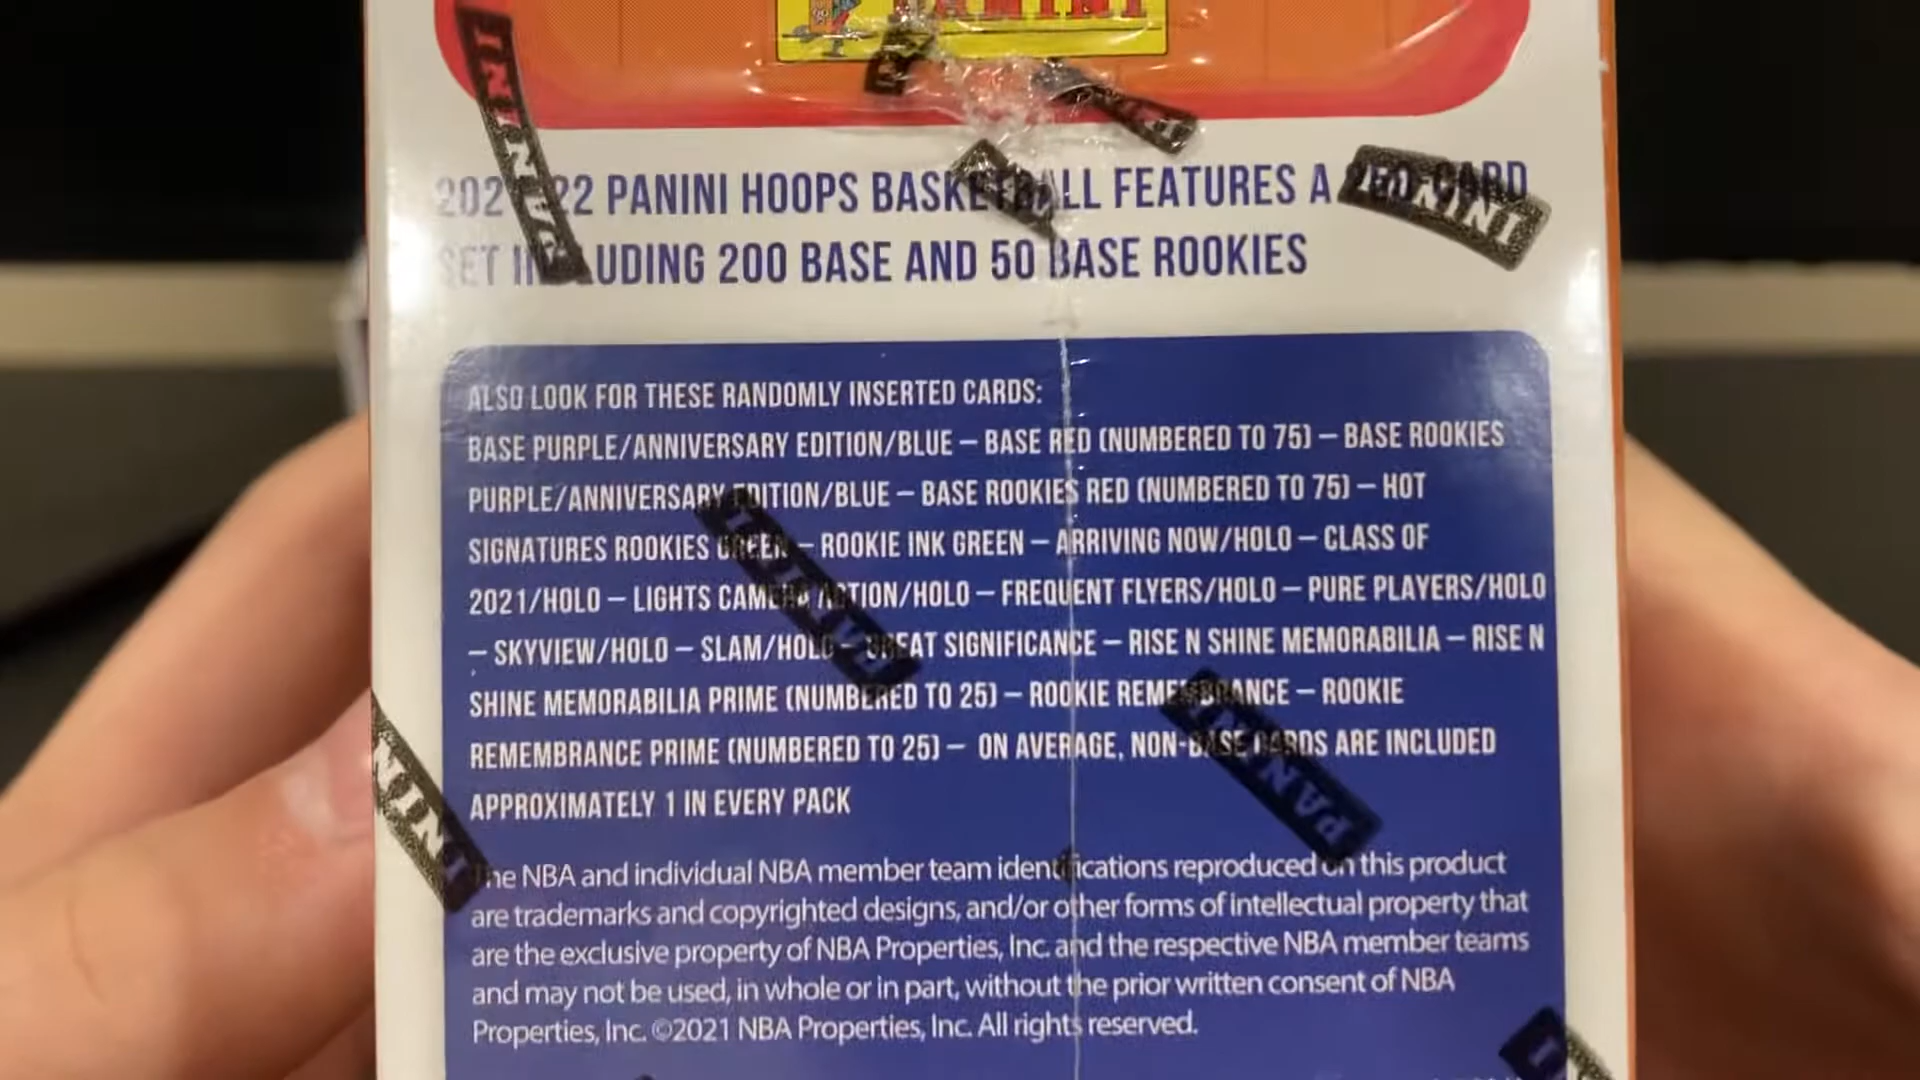 PANINI
2021-22 PANINI HOOPS BASKETBALL FEATURES A 250-CARD
SET INCLUDING 200 BASE AND 50 BASE ROOKIES
ALSO LOOK FOR THESE RANDOMLY INSERTED CARDS:
BASE PURPLE/ANNIVERSARY EDITION/BLUE – BASE RED (NUMBERED TO 75) – BASE ROOKIES
PURPLE/ANNIVERSARY EDITION/BLUE – BASE ROOKIES RED (NUMBERED TO 75) – HOT
SIGNATURES ROOKIES GREEN – ROOKIE INK GREEN – ARRIVING NOW/HOLO – CLASS OF
2021/HOLO – LIGHTS CAMERA ACTION/HOLO – FREQUENT FLYERS/HOLO – PURE PLAYERS/HOLO
– SKYVIEW/HOLO – SLAM/HOLO – GREAT SIGNIFICANCE – RISE N SHINE MEMORABILIA – RISE N
SHINE MEMORABILIA PRIME (NUMBERED TO 25) – ROOKIE REMEMBRANCE – ROOKIE
REMEMBRANCE PRIME (NUMBERED TO 25) – ON AVERAGE, NON-BASE CARDS ARE INCLUDED
APPROXIMATELY 1 IN EVERY PACK
The NBA and individual NBA member team identifications reproduced on this product
are trademarks and copyrighted designs, and/or other forms of intellectual property that
are the exclusive property of NBA Properties, Inc. and the respective NBA member teams
and may not be used, in whole or in part, without the prior written consent of NBA
Properties, Inc. ©2021 NBA Properties, Inc. All rights reserved.
PANINI
PANINI
PANINI